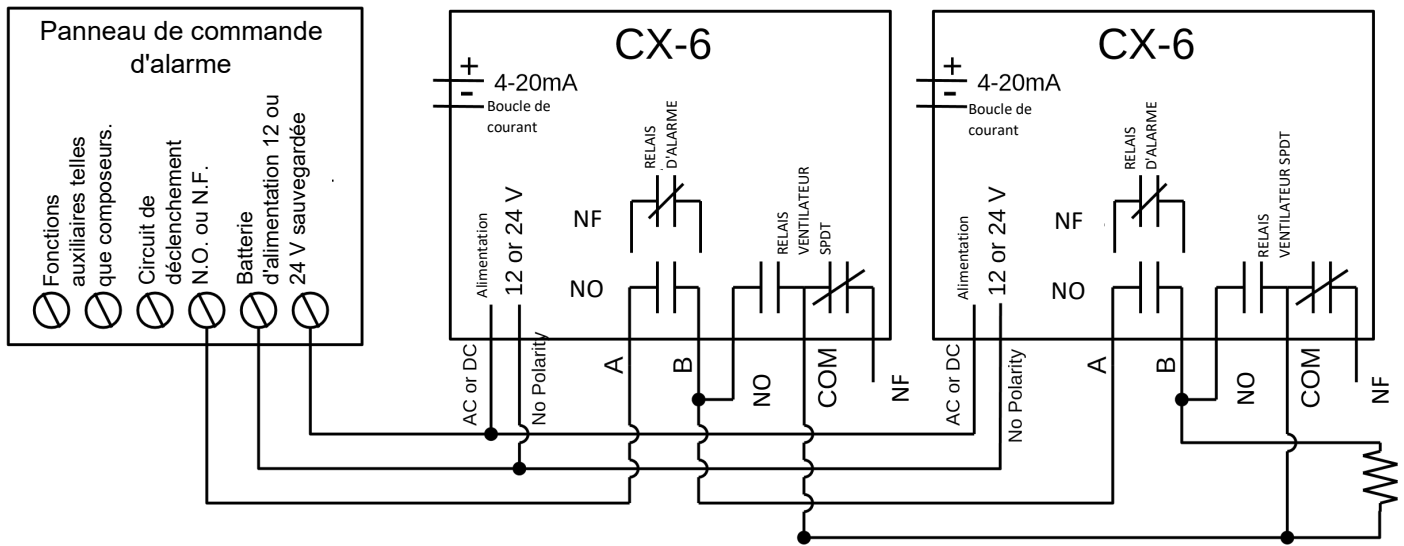 Panneau de commande
d'alarme
Fonctions
auxiliaires telles
que composeurs.
Circuit de
déclenchement
N.O. ou N.F.
Batterie
d'alimentation 12 ou
24 V sauvegardée
CX-6
+
4-20mA
-
Boucle de
courant
RELAIS
D'ALARME
NF
NO
Alimentation
12 or 24 V
RELAIS
VENTILATEUR
SPDT
AC or DC
No Polarity
A
B
NO
COM
NF
CX-6
+
4-20mA
-
Boucle de
courant
RELAIS
D'ALARME
NF
NO
Alimentation
12 or 24 V
RELAIS
VENTILATEUR SPDT
AC or DC
No Polarity
A
B
NO
COM
NF